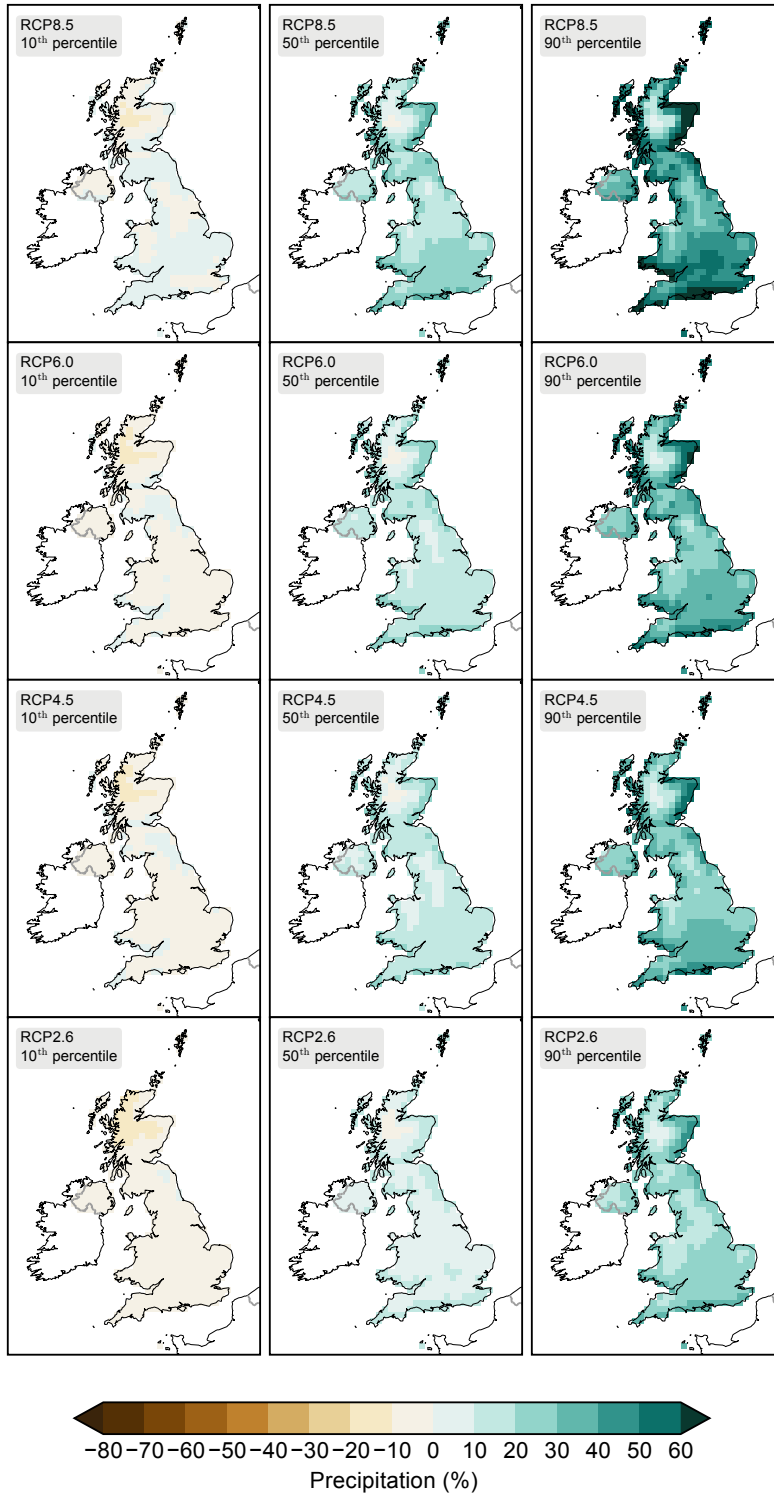 RCP8.5
10th percentile
RCP8.5
50th percentile
RCP8.5
90th percentile
RCP6.0
10th percentile
RCP6.0
50th percentile
RCP6.0
90th percentile
RCP4.5
10th percentile
RCP4.5
50th percentile
RCP4.5
90th percentile
RCP2.6
10th percentile
RCP2.6
50th percentile
RCP2.6
90th percentile
−80 −70 −60 −50 −40 −30 −20 −10 0 10 20 30 40 50 60
Precipitation (%)